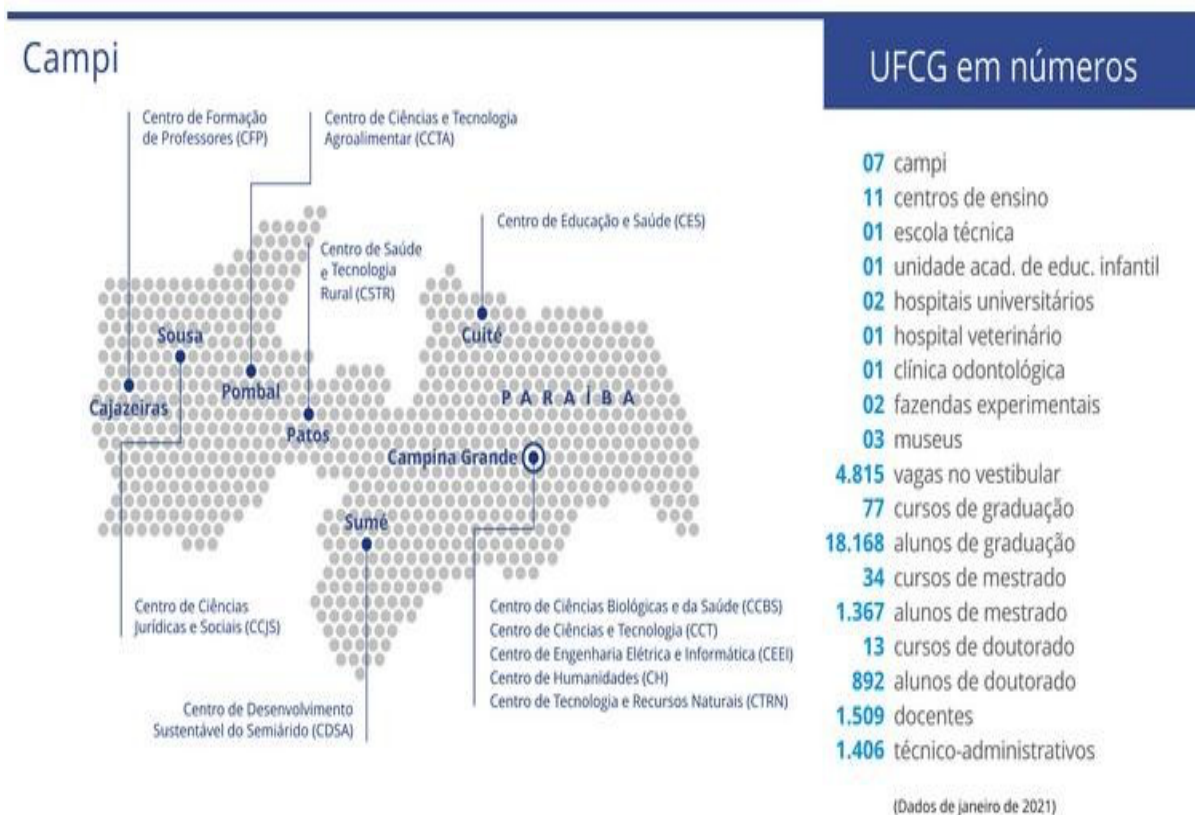 Campi
Centro de Formação
de Professores (CFP)
Centro de Ciências e Tecnologia
Agroalimentar (CCTA)
Centro de Saúde
e Tecnologia
Rural (CSTR)
Centro de Educação e Saúde (CES)
Sousa
Cuité
Pombal
Cajazeiras
PARAÍBA
Patos
Campina Grande
Sumé
Centro de Ciências
Jurídicas e Sociais (CCJS)
Centro de Ciências Biológicas e da Saúde (CCBS)
Centro de Ciências e Tecnologia (CCT)
Centro de Engenharia Elétrica e Informática (CEEI)
Centro de Humanidades (CH)
Centro de Tecnologia e Recursos Naturais (CTRN)
Centro de Desenvolvimento
Sustentável do Semiárido (CDSA)
UFCG em números
07 campi
11 centros de ensino
01 escola técnica
01 unidade acad. de educ. infantil
02 hospitais universitários
01 hospital veterinário
01 clínica odontológica
02 fazendas experimentais
03 museus
4.815 vagas no vestibular
77 cursos de graduação
18.168 alunos de graduação
34 cursos de mestrado
1.367 alunos de mestrado
13 cursos de doutorado
892 alunos de doutorado
1.509 docentes
1.406 técnico-administrativos
(Dados de janeiro de 2021)